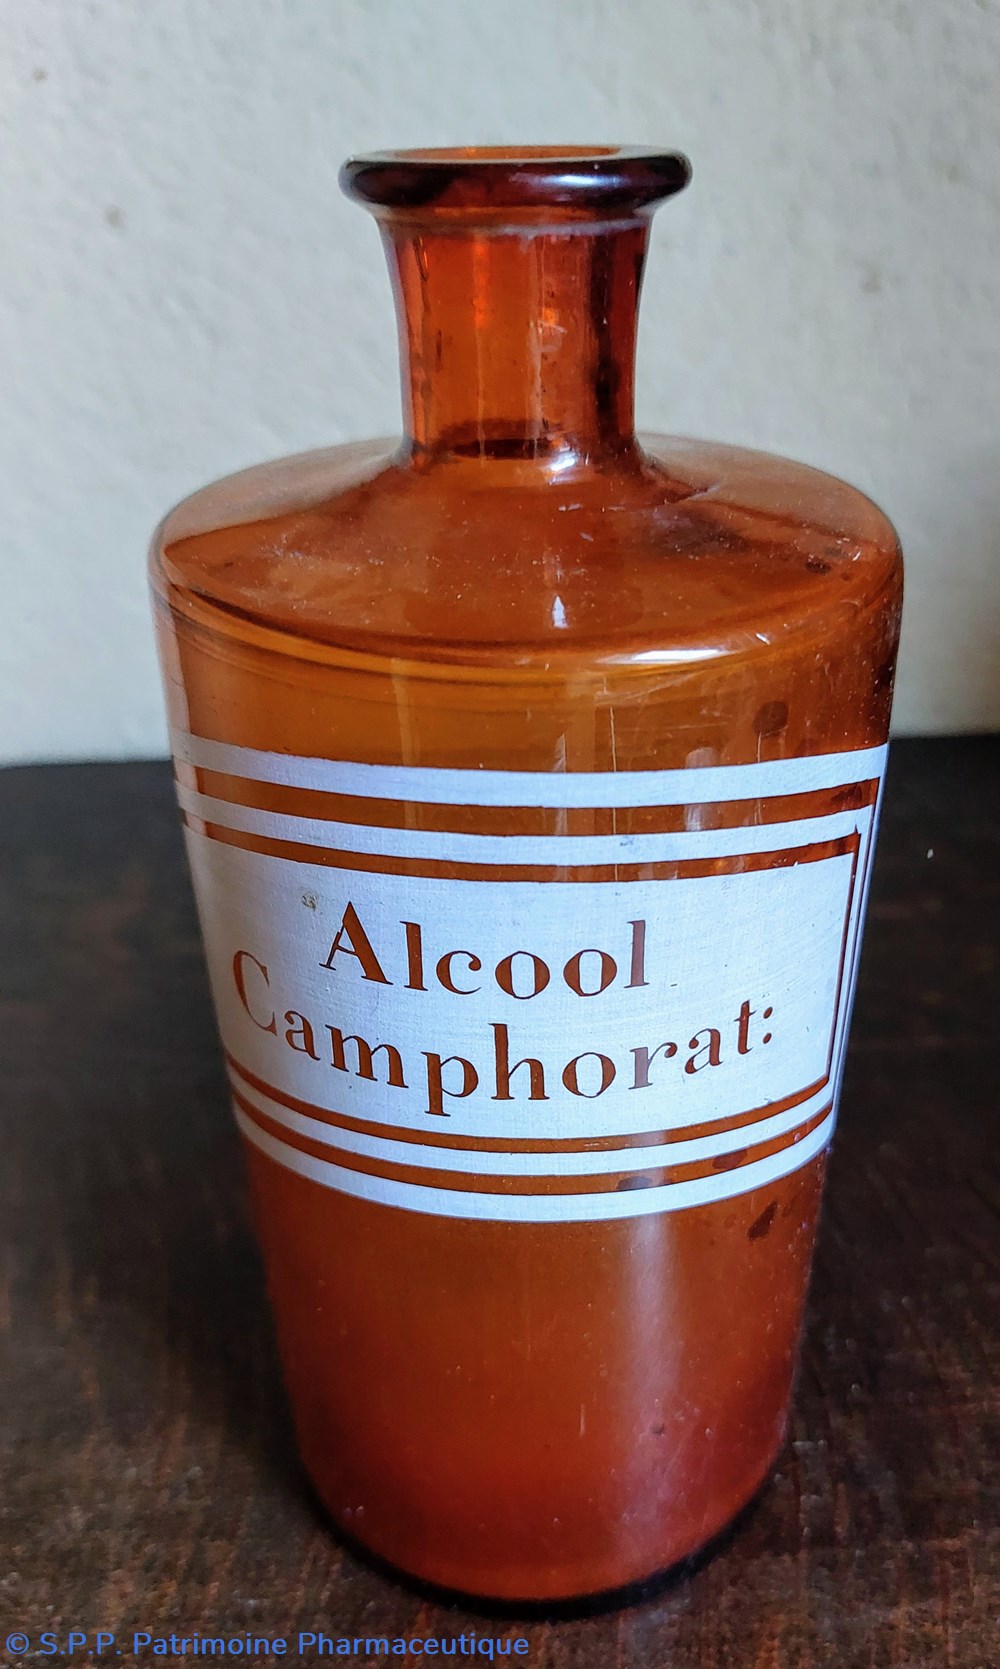 Alcool
Camphorat:
© S.P.P. Patrimoine Pharmaceutique